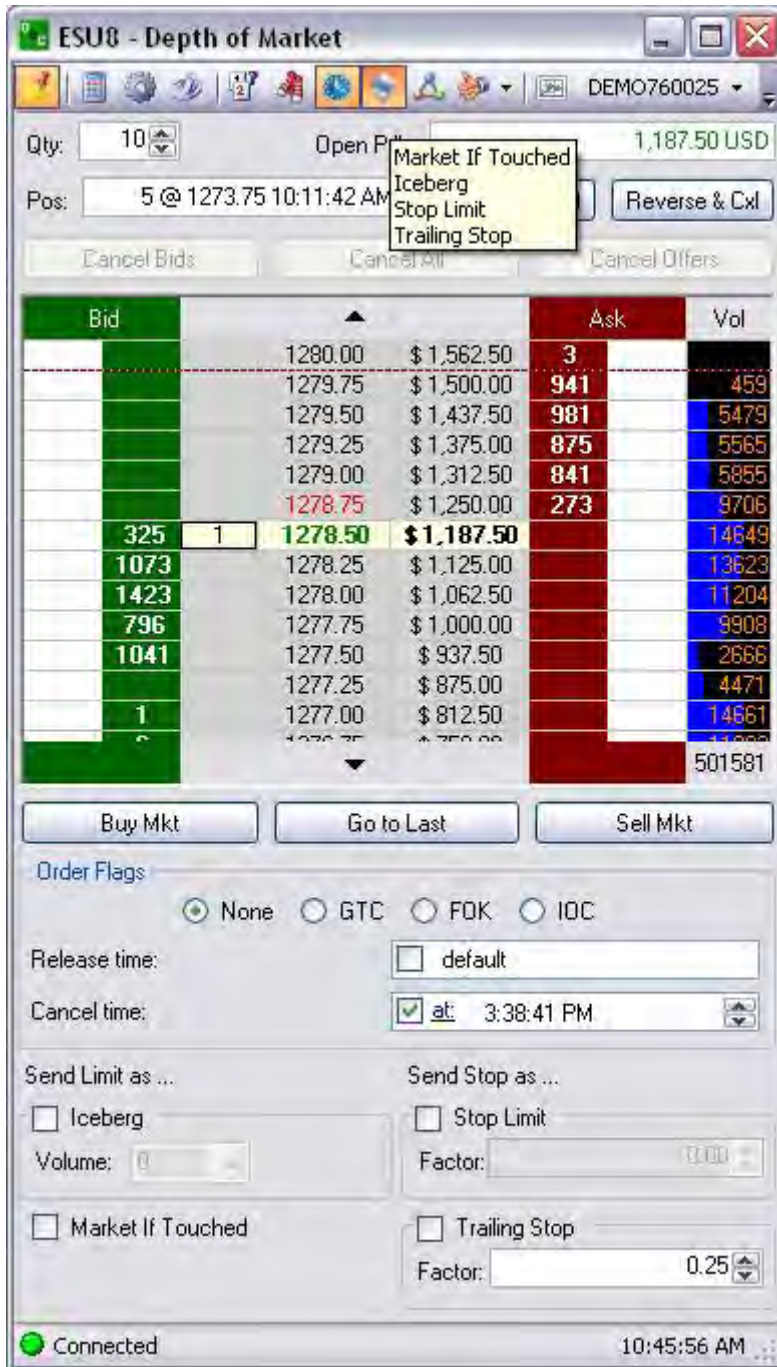 ESU8 - Depth of Market
DEMO760025
Qty: 10 Open P 1,187.50 USD
Market If Touched
Iceberg
Stop Limit
Trailing Stop
Pos: 5 @ 1273.75 10:11:42 AM Reverse & Cxl
Cancel Bids Cancel All Cancel Offers
Bid Ask Vol
1280.00 $ 1,562.50 3
1279.75 $ 1,500.00 941 459
1279.50 $ 1,437.50 981 5479
1279.25 $ 1,375.00 875 5565
1279.00 $ 1,312.50 841 5855
1278.75 $ 1,250.00 273 9706
325 1 1278.50 $ 1,187.50 14649
1073 1278.25 $ 1,125.00 13623
1423 1278.00 $ 1,062.50 11204
796 1277.75 $ 1,000.00 9908
1041 1277.50 $ 937.50 2666
1277.25 $ 875.00 4471
1 1277.00 $ 812.50 14661
501581
Buy Mkt Go to Last Sell Mkt
Order Flags
None GTC FOK IOC
Release time: default
Cancel time: at: 3:38:41 PM
Send Limit as ... Send Stop as ...
Iceberg Stop Limit
Volume: 0 Factor: 0.00
Market If Touched Trailing Stop
Factor: 0.25
Connected 10:45:56 AM